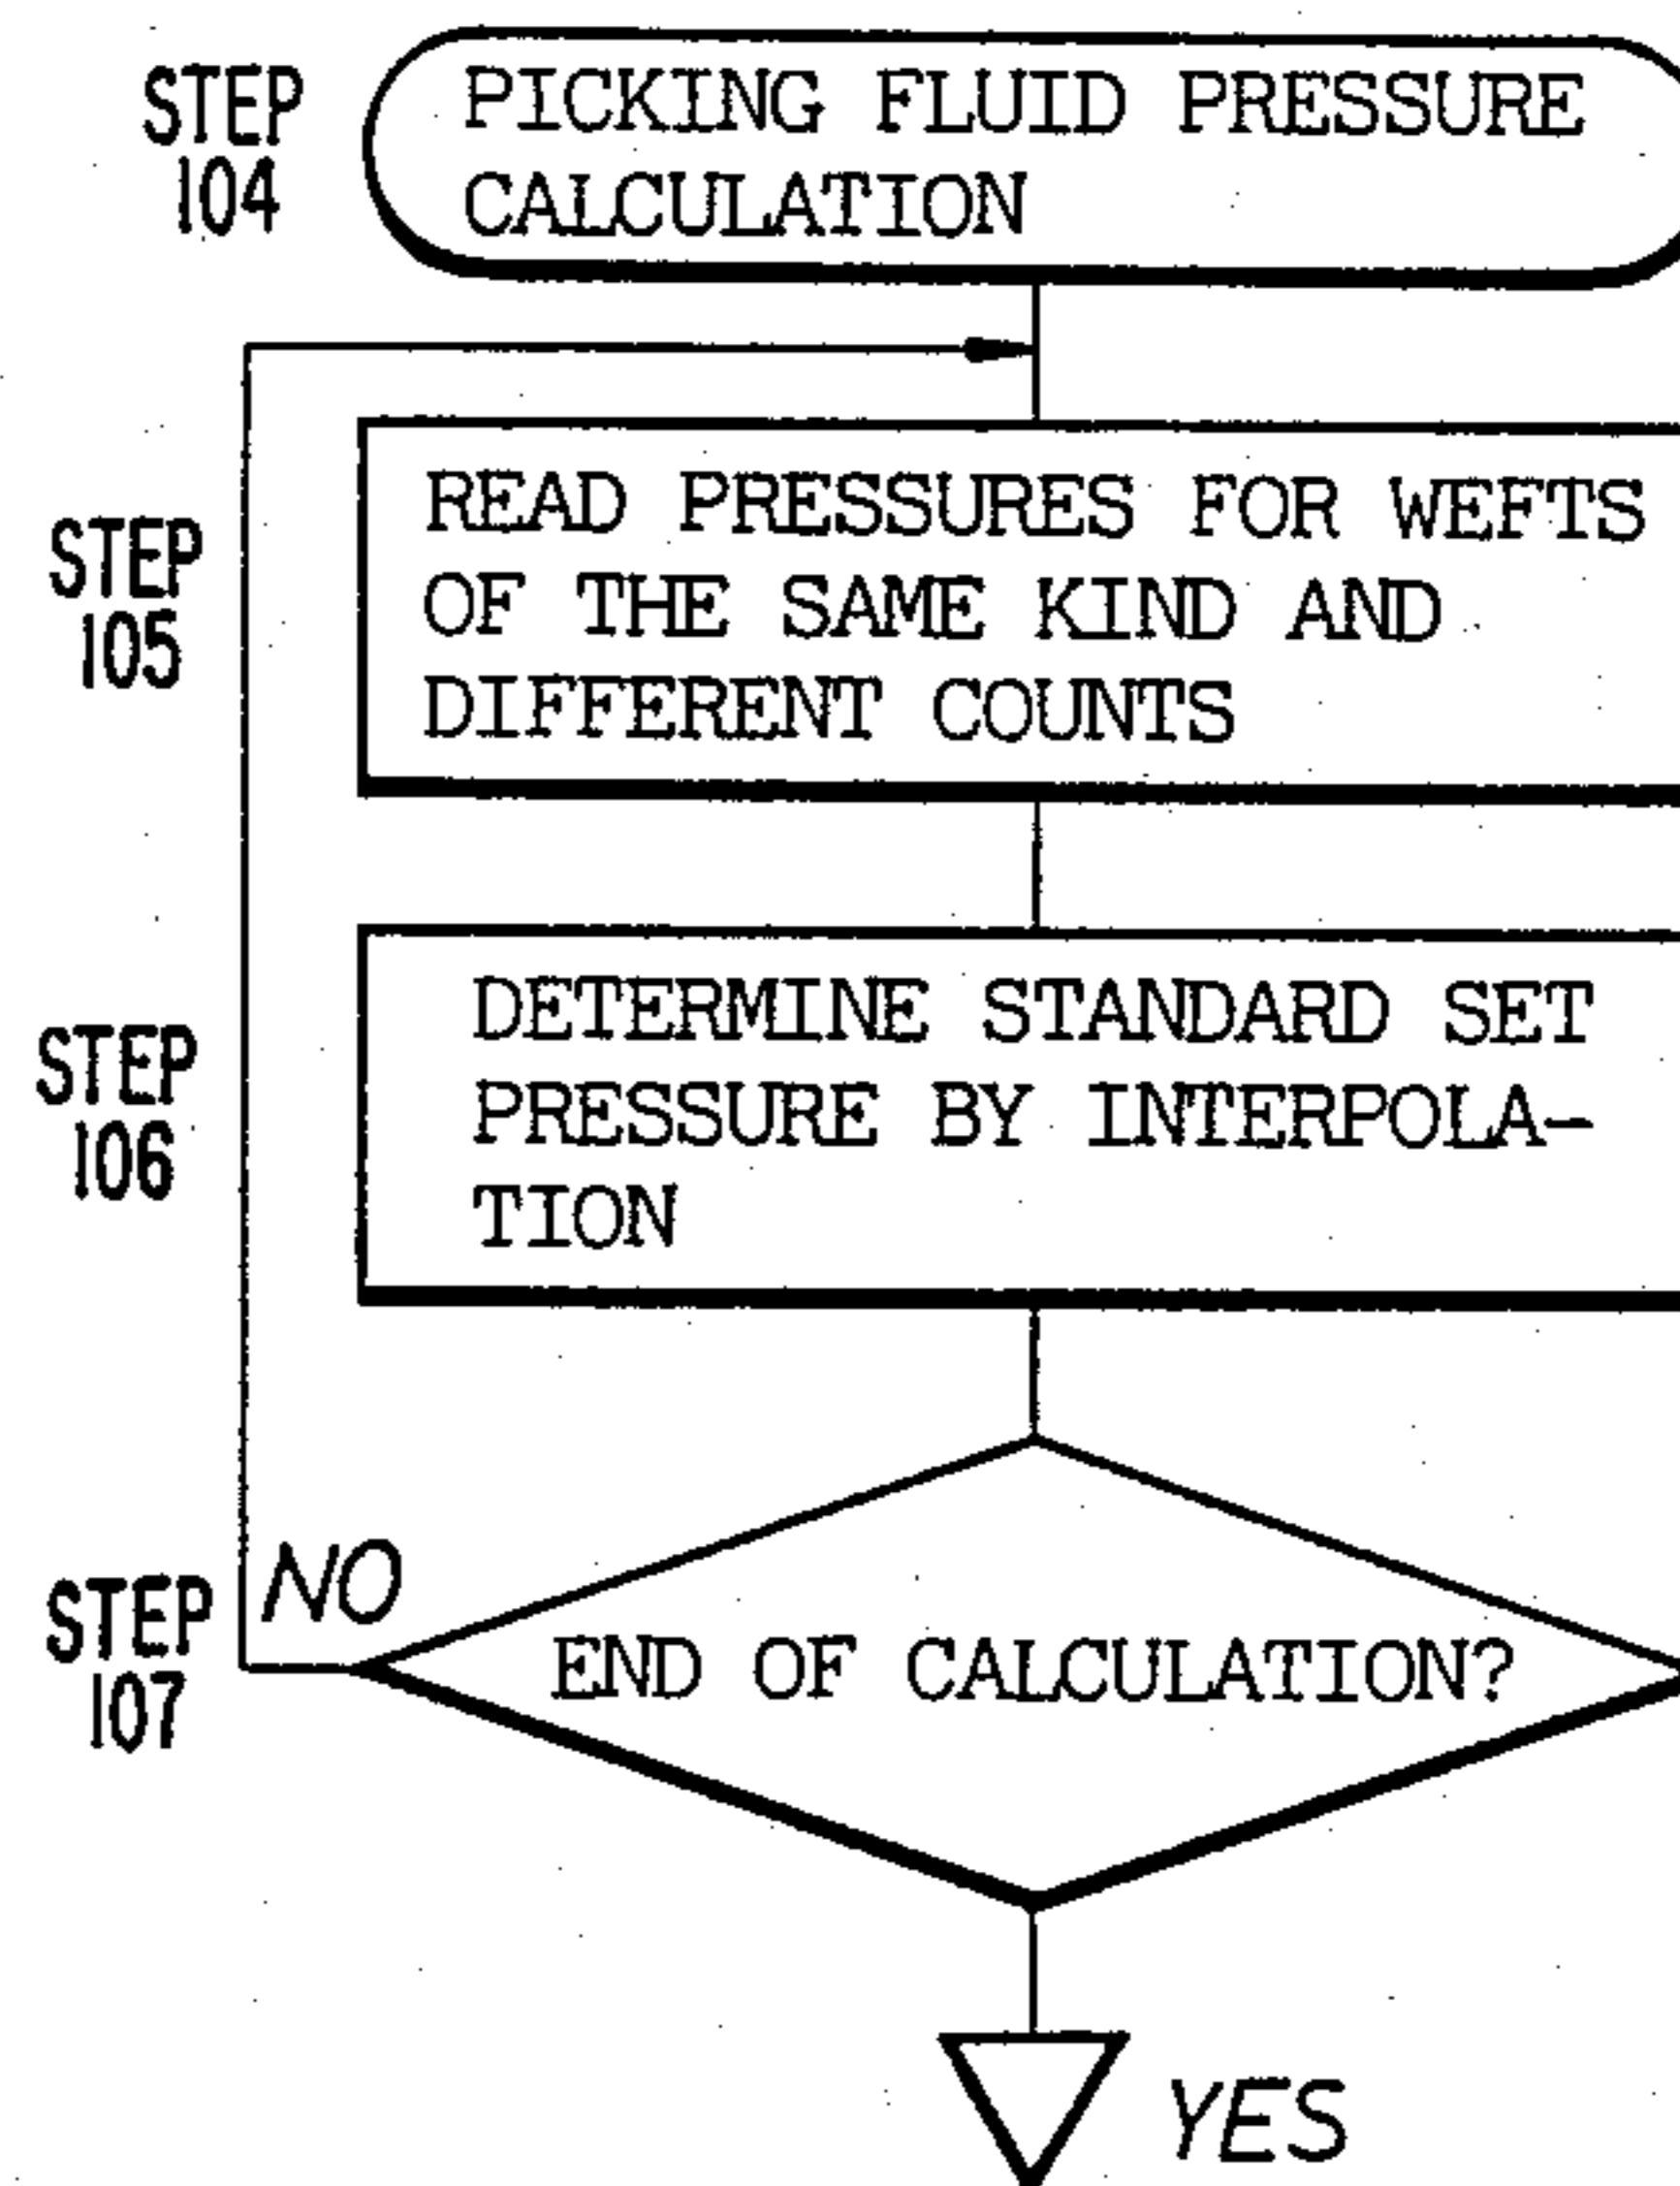 STEP
104
PICKING FLUID PRESSURE
CALCULATION
STEP
105
READ PRESSURES FOR WEFTS
OF THE SAME KIND AND
DIFFERENT COUNTS
STEP
106
DETERMINE STANDARD SET
PRESSURE BY INTERPOLA-
TION
STEP
107
NO
END OF CALCULATION?
YES